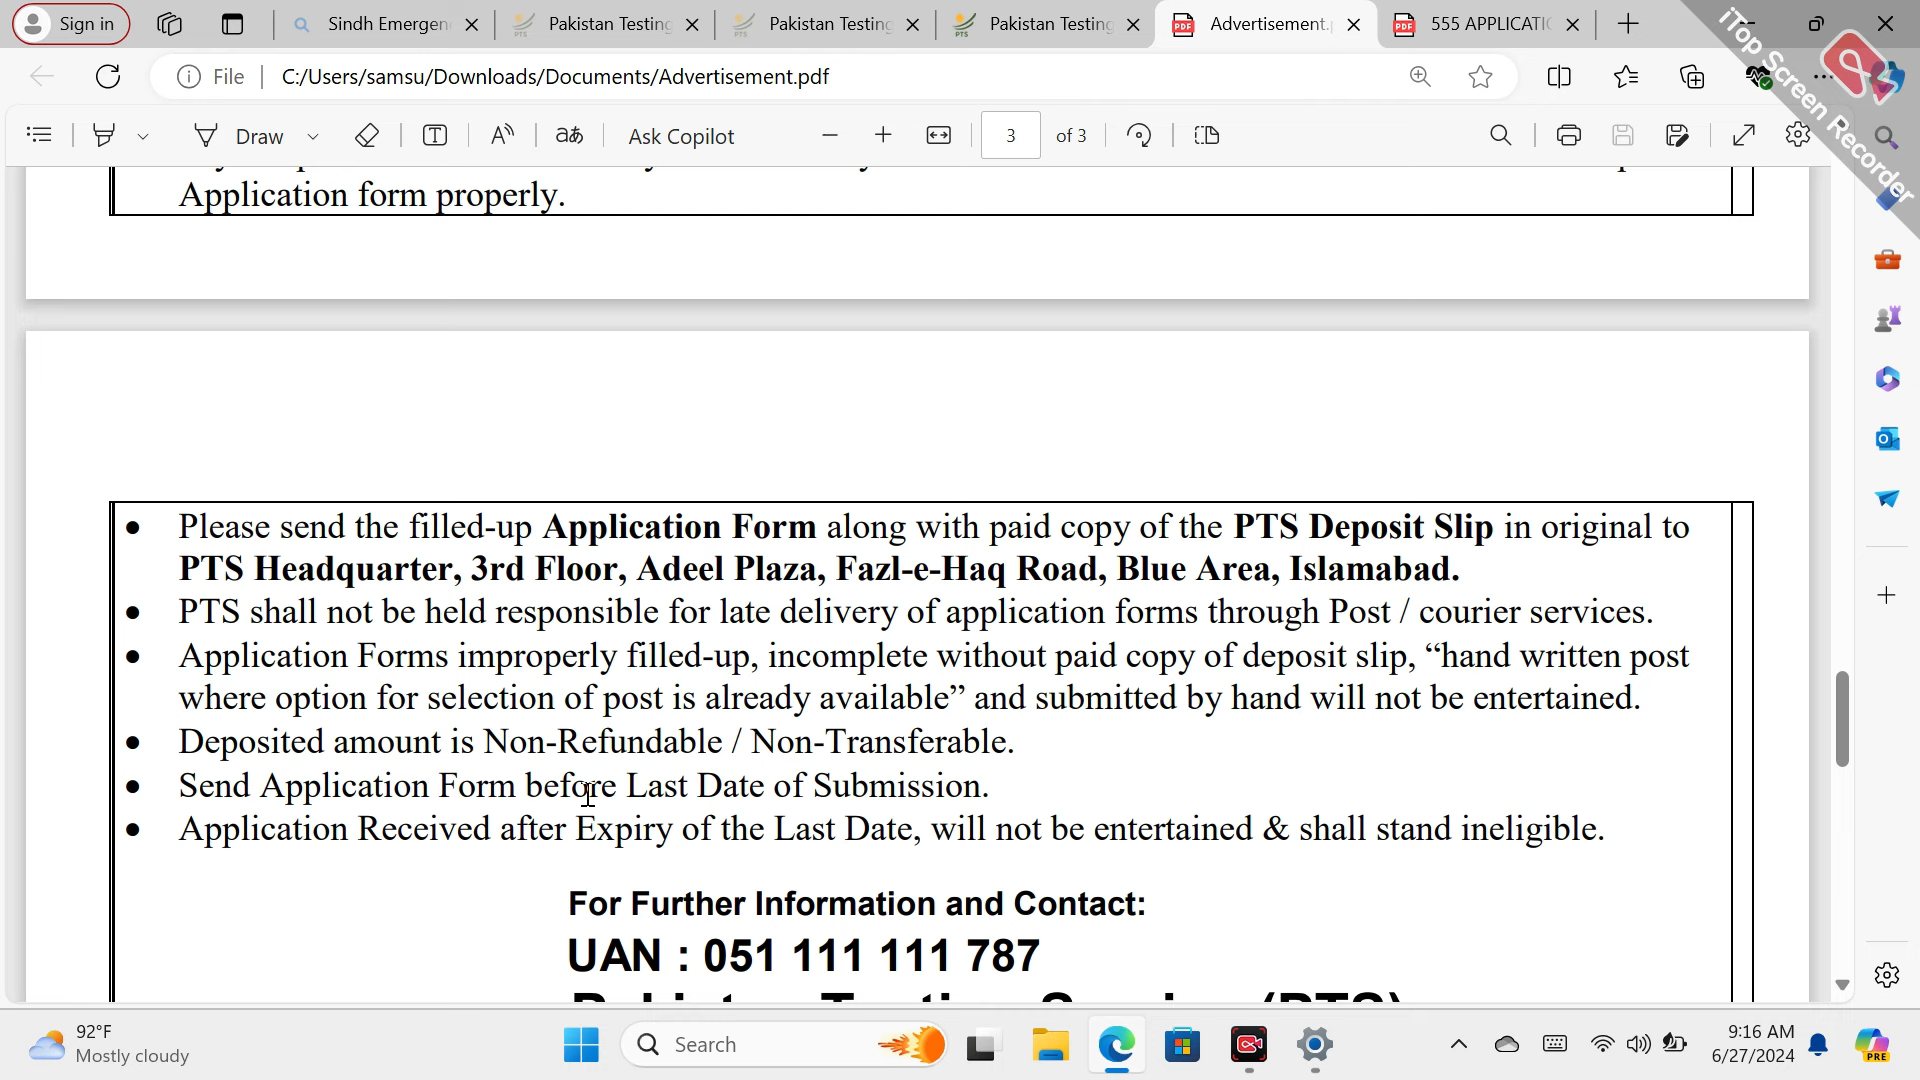 Sign in
Sindh Emergen
Pakistan Testing
Pakistan Testing
Pakistan Testing
Advertisement.
555 APPLICATI
File
C:/Users/samsu/Downloads/Documents/Advertisement.pdf
Draw
Ask Copilot
3
of 3
iTop Screen Recorder
Application form properly.
Please send the filled-up Application Form along with paid copy of the PTS Deposit Slip in original to
PTS Headquarter, 3rd Floor, Adeel Plaza, Fazl-e-Haq Road, Blue Area, Islamabad.
PTS shall not be held responsible for late delivery of application forms through Post / courier services.
Application Forms improperly filled-up, incomplete without paid copy of deposit slip, “hand written post
where option for selection of post is already available” and submitted by hand will not be entertained.
Deposited amount is Non-Refundable / Non-Transferable.
Send Application Form before Last Date of Submission.
Application Received after Expiry of the Last Date, will not be entertained & shall stand ineligible.
For Further Information and Contact:
UAN : 051 111 111 787
92°F
Mostly cloudy
Search
9:16 AM
6/27/2024
PRE